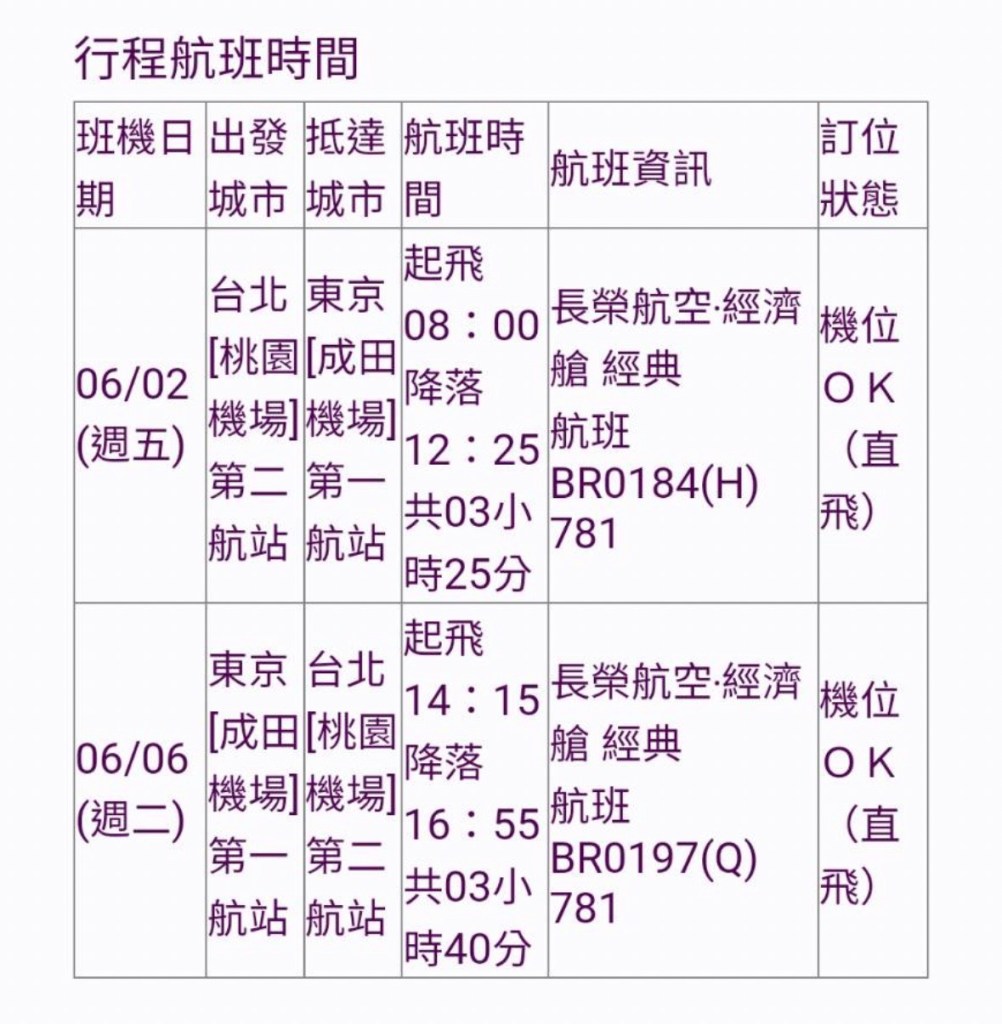 行程航班時間
班機日
期
出發
城市
抵達
城市
航班時
間
航班資訊
訂位
狀態
06/02
(週五)
台北
[桃園
機場]
第二
航站
東京
[成田
機場]
第一
航站
起飛
08：00
降落
12：25
共03小
時25分
長榮航空·經濟
艙 經典
航班
BR0184(H)
781
機位
ＯＫ
（直
飛）
06/06
(週二)
東京
[成田
機場]
第一
航站
台北
[桃園
機場]
第二
航站
起飛
14：15
降落
16：55
共03小
時40分
長榮航空·經濟
艙 經典
航班
BR0197(Q)
781
機位
ＯＫ
（直
飛）